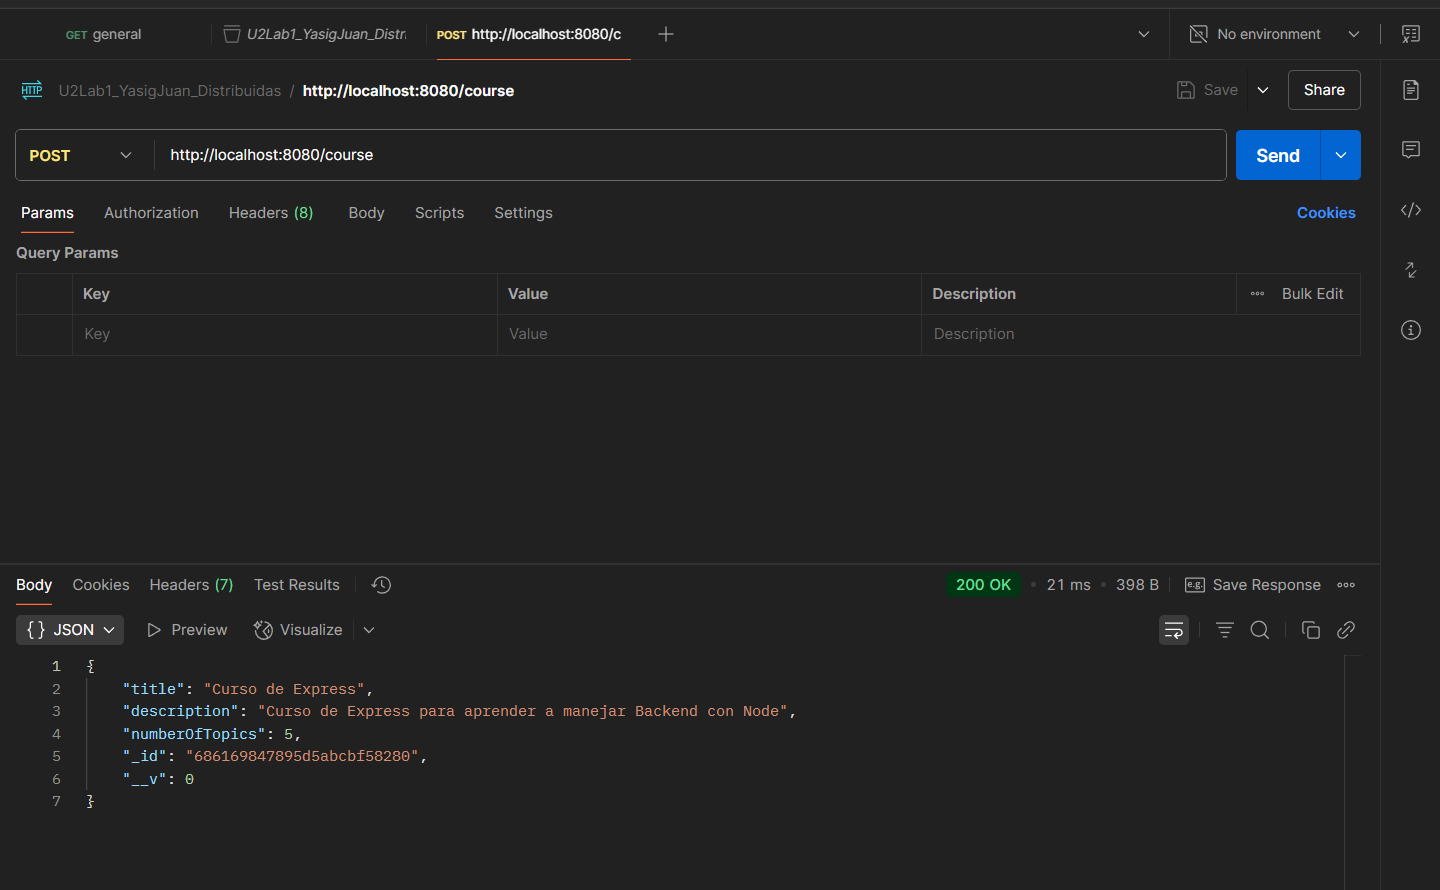 GET general U2Lab1_YasigJuan_Distri POST http://localhost:8080/c No environment
HTTP U2Lab1_YasigJuan_Distribuidas / http://localhost:8080/course Save Share
POST http://localhost:8080/course Send
Params Authorization Headers (8) Body Scripts Settings Cookies
Query Params
Key Value Description Bulk Edit
Key Value Description
Body Cookies Headers (7) Test Results 200 OK 21 ms 398 B e.g. Save Response
{} JSON Preview Visualize
1 {
2 "title": "Curso de Express",
3 "description": "Curso de Express para aprender a manejar Backend con Node",
4 "numberOfTopics": 5,
5 "_id": "686169847895d5abcbf58280",
6 "__v": 0
7 }